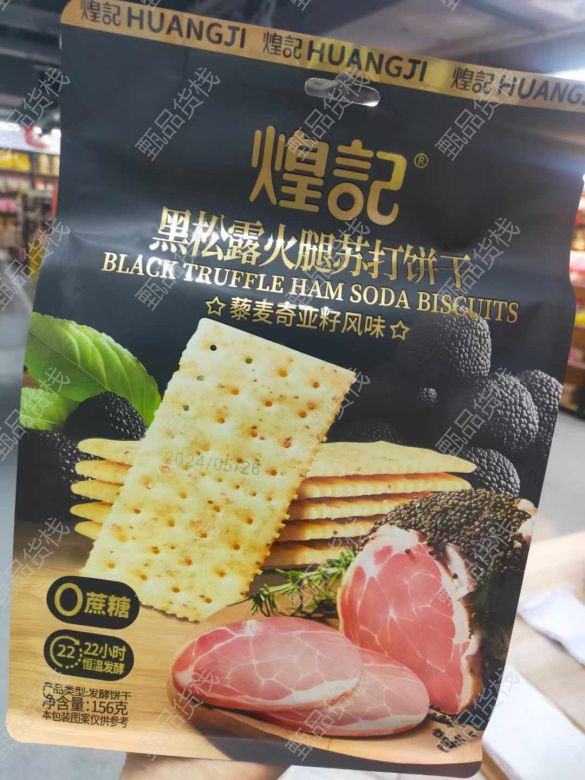 煌記 HUANGJI 煌記 HUANGJI 煌記 HUANGJI
煌記®
黑松露火腿苏打饼干
BLACK TRUFFLE HAM SODA BISCUITS
☆藜麦奇亚籽风味☆
2024/05/26
0蔗糖
22 22小时
恒温发酵
产品类型:发酵饼干
净含量:156克
本包装图案仅供参考
甄品货栈